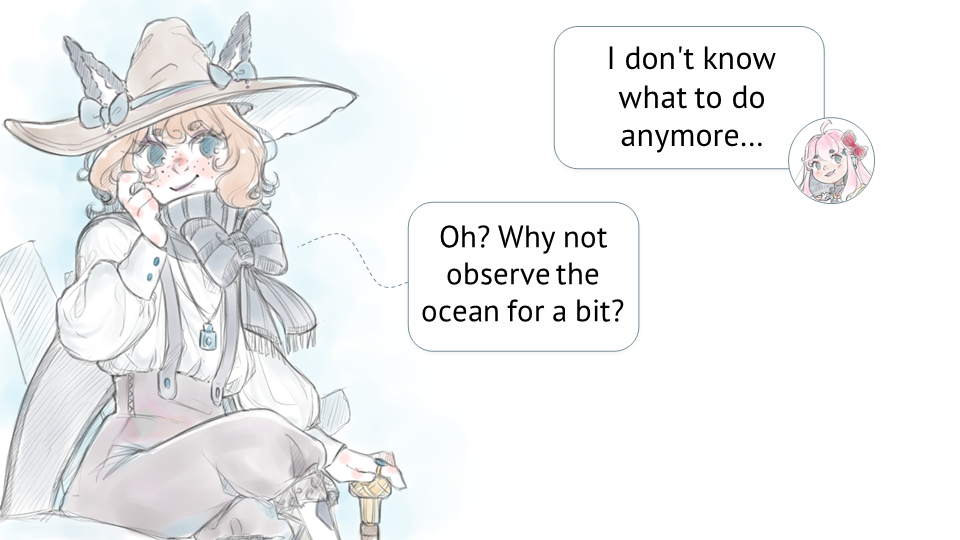 I don't know
what to do
anymore...
Oh? Why not
observe the
ocean for a bit?